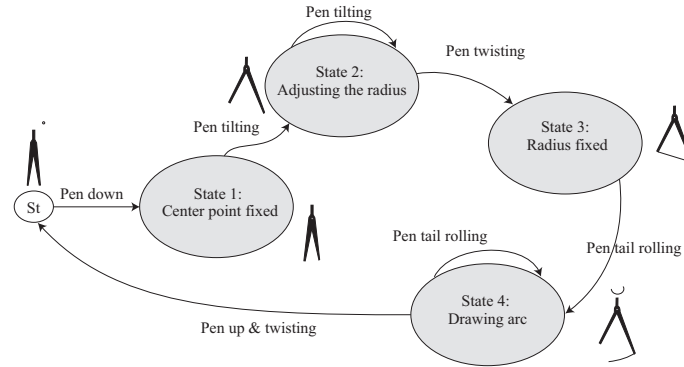 Pen tilting
State 2:
Adjusting the radius
Pen twisting
Pen tilting
State 3:
Radius fixed
St
Pen down
State 1:
Center point fixed
Pen tail rolling
Pen tail rolling
State 4:
Drawing arc
Pen up & twisting